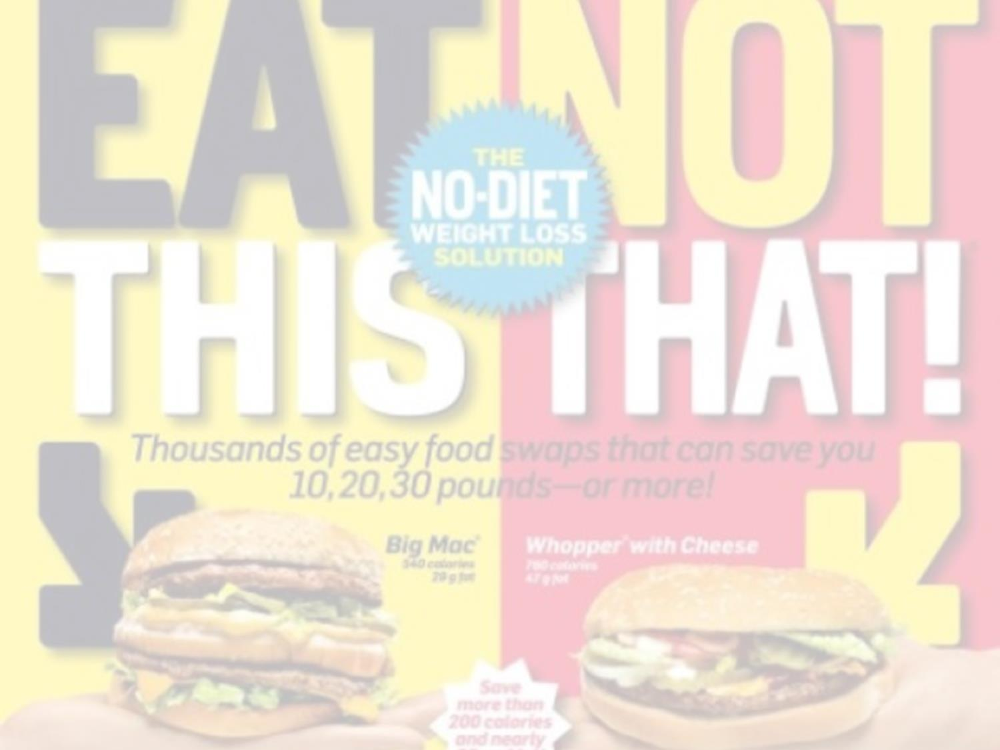 EAT NOT
THIS THAT!
THE
NO-DIET
WEIGHT LOSS
SOLUTION
Thousands of easy food swaps that can save you
10,20,30 pounds—or more!
Big Mac®
540 calories
29 g fat
Whopper® with Cheese
760 calories
47 g fat
Save
more than
200 calories
and nearly